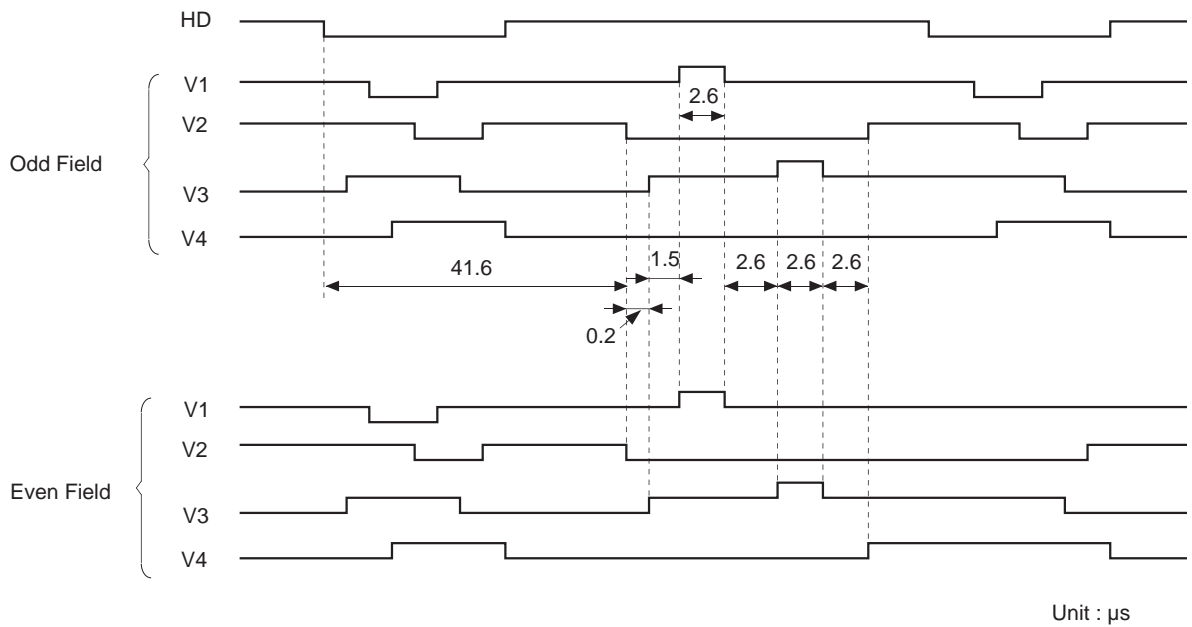 HD
V1
2.6
V2
Odd Field
V3
V4
41.6
1.5
2.6 2.6 2.6
0.2
V1
V2
Even Field
V3
V4
Unit : µs